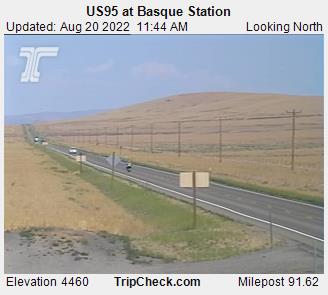 US95 at Basque Station
Updated: Aug 20 2022 11:44 AM Looking North
Elevation 4460 TripCheck.com Milepost 91.62